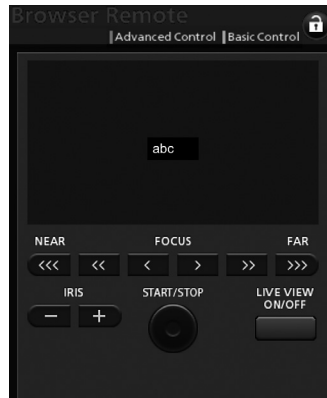 Browser Remote
Advanced Control Basic Control
abc
NEAR FOCUS FAR
<<< << < > >> >>>
IRIS START/STOP LIVE VIEW ON/OFF
− +